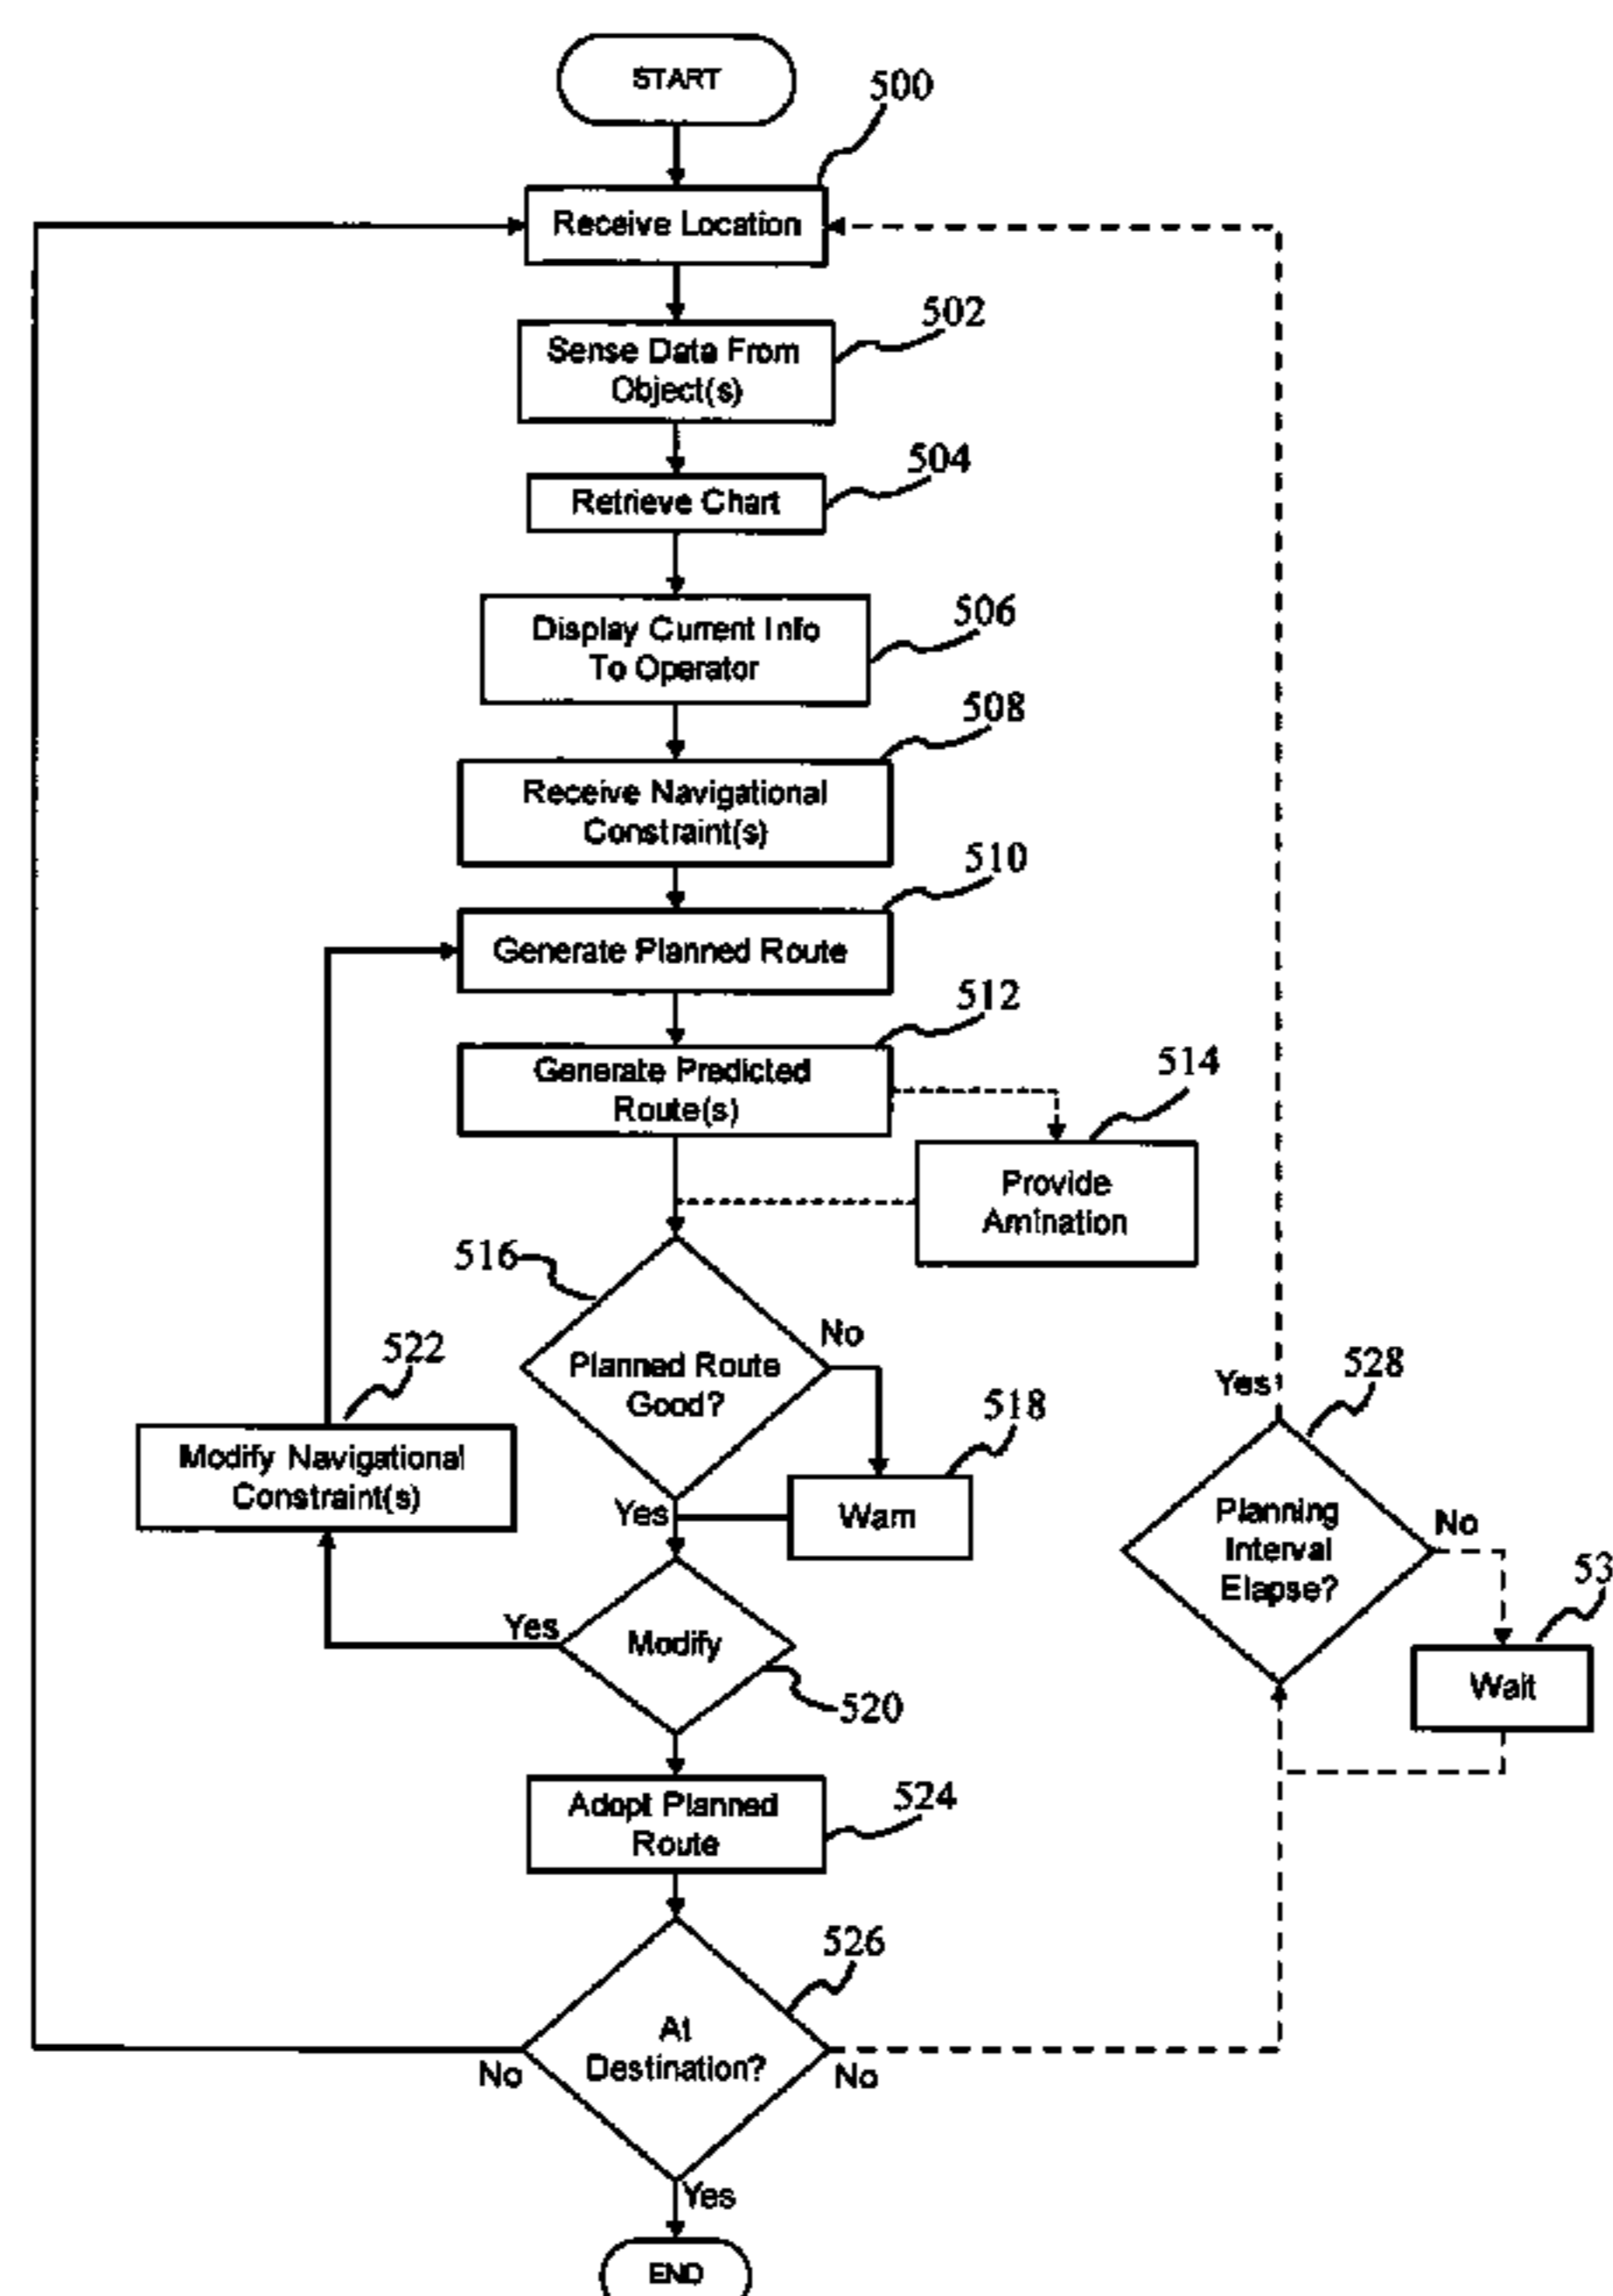 START
500
Receive Location
502
Sense Data From
Object(s)
504
Retrieve Chart
506
Display Current Info
To Operator
508
Receive Navigational
Constraint(s)
510
Generate Planned Route
512
Generate Predicted
Route(s)
514
Provide
Amination
516
No
Planned Route
Good?
522
Modify Navigational
Constraint(s)
518
Warn
Yes
528
Yes
Planning
Interval
Elapse?
No
53
Wait
Yes
Modify
520
Adopt Planned
Route
524
526
At
Destination?
No
No
Yes
END